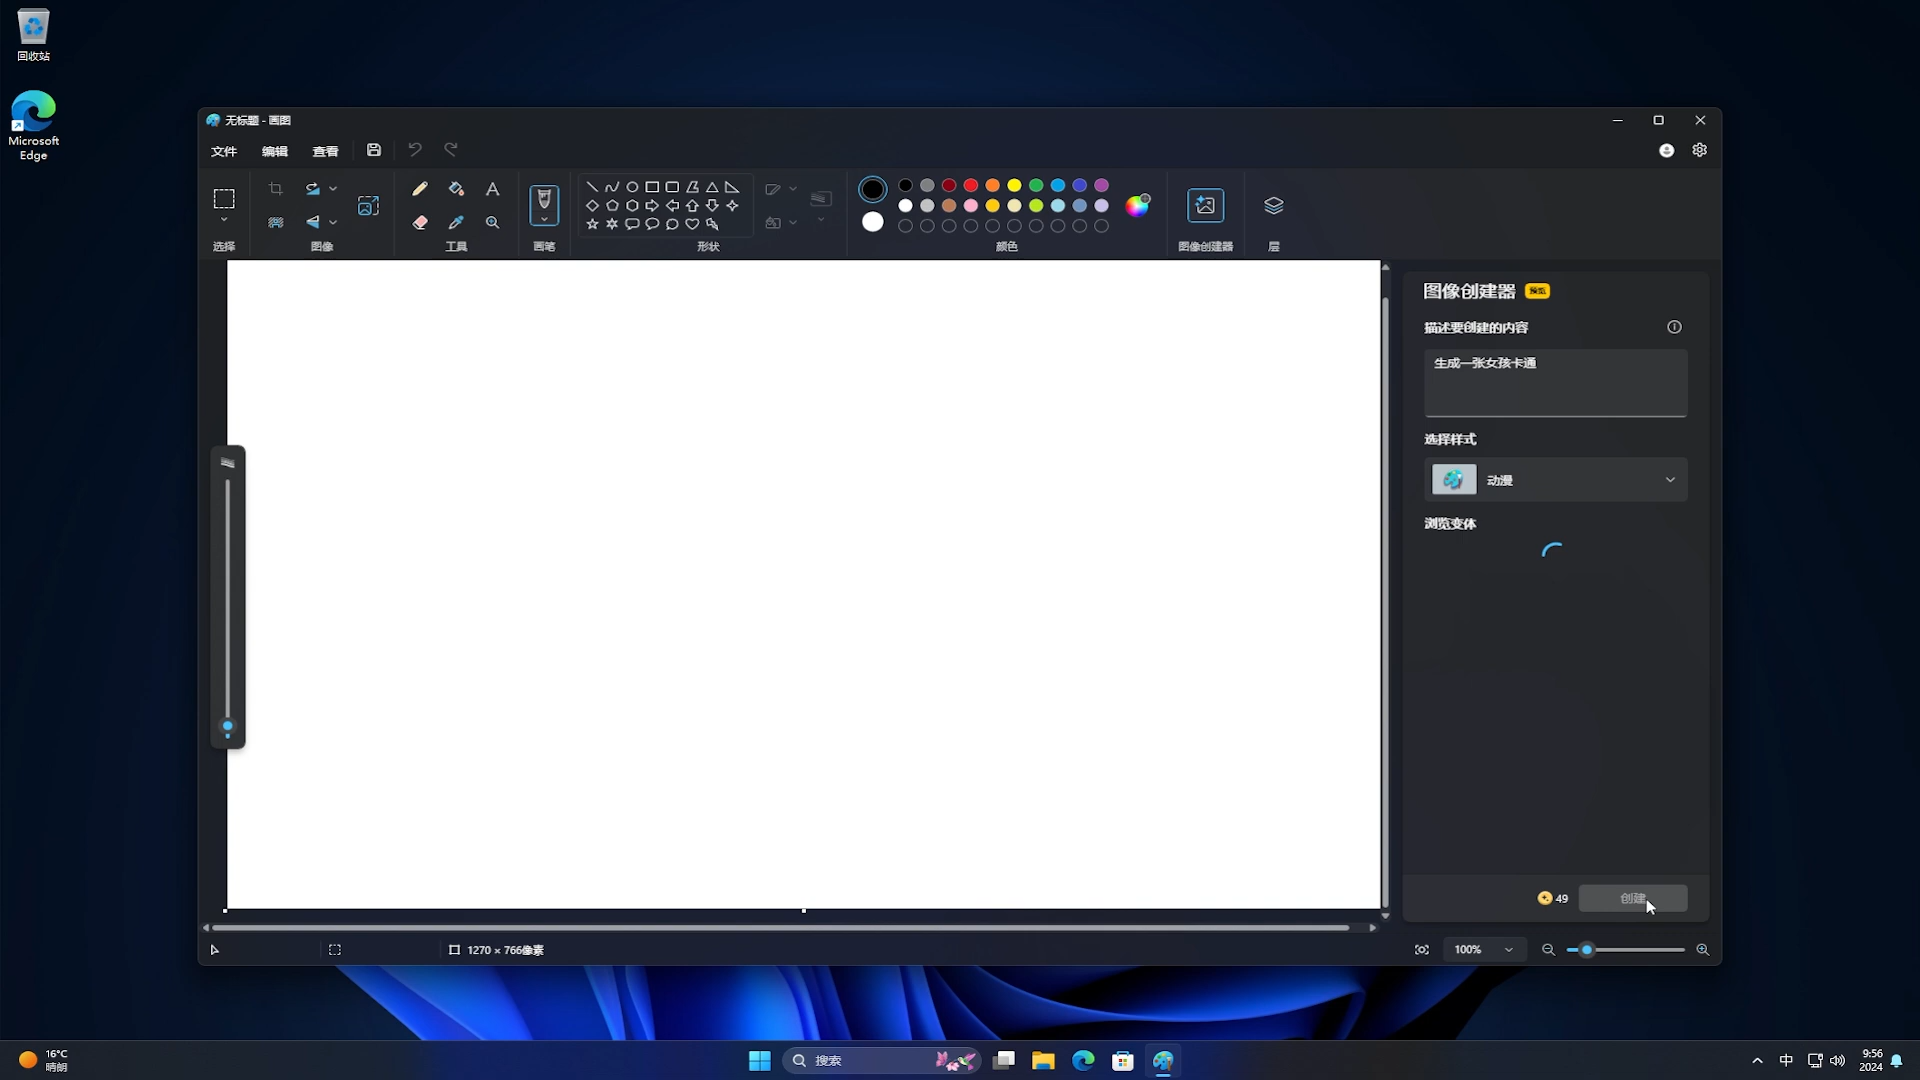 回收站
Microsoft
Edge
无标题 - 画图
文件
编辑
查看
选择
图像
工具
画笔
形状
颜色
图像创建器
层
图像创建器 预览
描述要创建的内容
生成一张女孩卡通
选择样式
动漫
浏览变体
49
创建
1270 × 766像素
100%
16°C
晴朗
搜索
中
9:56
2024